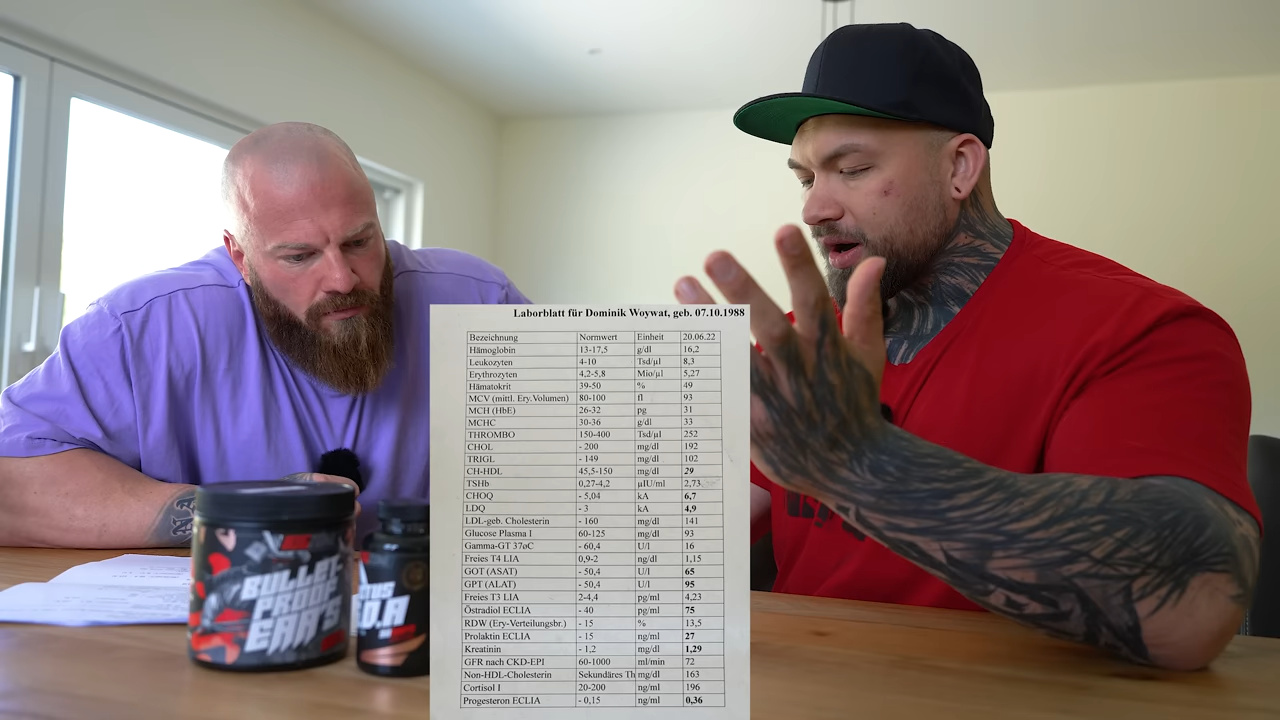 Laborblatt für Dominik Woywat, geb. 07.10.1988
Bezeichnung Normwert Einheit 20.06.22
Hämoglobin 13-17,5 g/dl 16,2
Leukozyten 4-10 Tsd/µl 8,3
Erythrozyten 4,2-5,8 Mio/µl 5,27
Hämatokrit 39-50 % 49
MCV (mittl. Ery.Volumen) 80-100 fl 93
MCH (HbE) 26-32 pg 31
MCHC 30-36 g/dl 33
THROMBO 150-400 Tsd/µl 252
CHOL - 200 mg/dl 192
TRIGL - 149 mg/dl 102
CH-HDL 45,5-150 mg/dl 29
TSHb 0,27-4,2 µIU/ml 2,73
CHOQ - 5,04 kA 6,7
LDQ - 3 kA 4,9
LDL-geb. Cholesterin - 160 mg/dl 141
Glucose Plasma I 60-125 mg/dl 93
Gamma-GT 37oC - 60,4 U/l 16
Freies T4 LIA 0,9-2 ng/dl 1,15
GOT (ASAT) - 50,4 U/l 65
GPT (ALAT) - 50,4 U/l 95
Freies T3 LIA 2-4,4 pg/ml 4,23
Östradiol ECLIA - 40 pg/ml 75
RDW (Ery-Verteilungsbr.) - 15 % 13,5
Prolaktin ECLIA - 15 ng/ml 27
Kreatinin - 1,2 mg/dl 1,29
GFR nach CKD-EPI 60-1000 ml/min 72
Non-HDL-Cholesterin Sekundäres Th mg/dl 163
Cortisol I 20-200 ng/ml 196
Progesteron ECLIA - 0,15 ng/ml 0,36
BULLET
PROOF
EAA'S